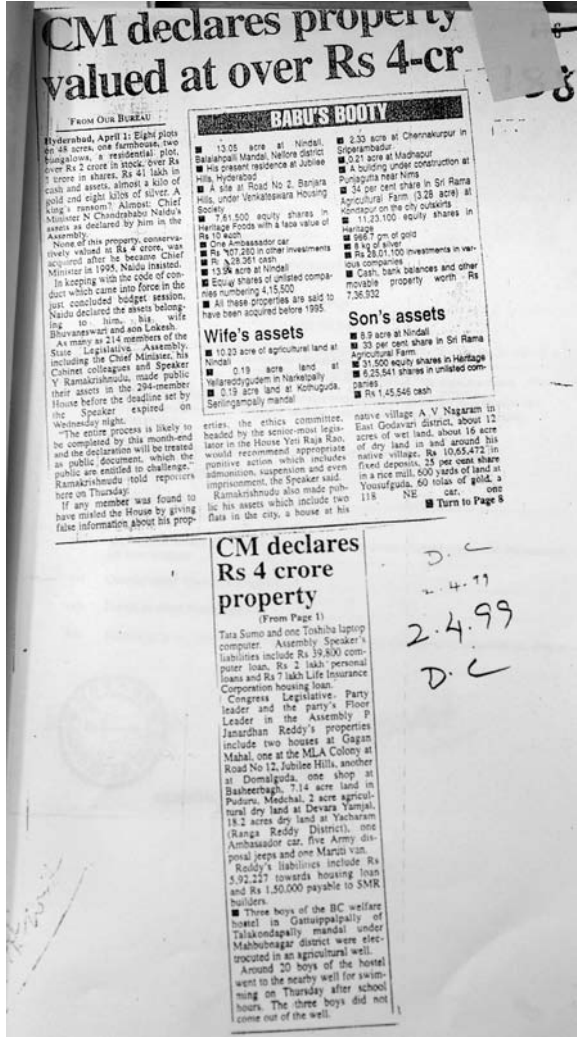 CM declares property
valued at over Rs 4-cr
FROM OUR BUREAU
Hyderabad, April 1: Eight plots
on 48 acres, one farmhouse, two
bungalows, a residential plot,
over Rs 2 crore in stock, over Rs
crore in shares, Rs 41 lakh in
cash and assets, almost a kilo of
gold and eight kilos of silver. A
king's ransom? Almost: Chief
Minister N Chandrababu Naidu's
assets as declared by him in the
Assembly.
None of this property, conserva-
tively valued at Rs 4 crore, was
acquired after he became Chief
Minister in 1995, Naidu insisted.
In keeping with the code of con-
duct which came into force in the
just concluded budget session,
Naidu declared the assets belong-
ing to him, his wife
Bhuvaneswari and son Lokesh.
As many as 214 members of the
State Legislative Assembly,
including the Chief Minister, his
Cabinet colleagues and Speaker
Y Ramakrishnudu, made public
their assets in the 294-member
House before the deadline set by
the Speaker expired on
Wednesday night.
"The entire process is likely to
be completed by this month-end
and the declaration will be treated
as public document, which the
public are entitled to challenge,"
Ramakrishnudu told reporters
here on Thursday.
If any member was found to
have misled the House by giving
false information about his prop-
BABU'S BOOTY
■ 13.05 acre at Nindali,
Balalahpalli Mandal, Nellore district
■ His present residence at Jubilee
Hills, Hyderabad
■ A site at Road No 2, Banjara
Hills, under Venkateswara Housing
Society
■ 7,61,500 equity shares in
Heritage Foods with a face value of
Rs 10 each
■ One Ambassador car
■ Rs 107,260 in other investments
■ 28,361 cash
■ acre at Nindali
■ Equity shares of unlisted compa-
nies numbering 4,15,500
■ All these properties are said to
have been acquired before 1995.
Wife's assets
■ 10.23 acre of agricultural land at
Nindali
■ 0.19 acre land at
Yellareddygudem in Narketpally
■ 0.19 acre land at Kothuguda,
Serilingampally mandal
■ 2.33 acre at Chennakurpur in
Sriperambadur.
■ 0.21 acre at Madhapur
■ A building under construction at
Punjagutta near Nims
■ 34 per cent share in Sri Rama
Agricultural Farm (3.28 acre) at
Kondapur on the city outskirts
■ 11,23,100 equity shares in
Heritage
■ 966.7 gm of gold
■ 8 kg of silver
■ Rs 28,01,100 investments in var-
ious companies
■ Cash, bank balances and other
movable property worth - Rs
7,36,932
Son's assets
■ 8.9 acre at Nindali
■ 33 per cent share in Sri Rama
Agricultural Farm.
■ 31,500 equity shares in Heritage
■ 6,25,541 shares in unlisted com-
panies
■ Rs 1,45,546 cash
erties, the ethics committee,
headed by the senior-most legis-
lator in the House Yeti Raja Rao,
would recommend appropriate
punitive action which includes
admonition, suspension and even
imprisonment, the Speaker said.
Ramakrishnudu also made pub-
lic his assets which include two
flats in the city, a house at his
native village A V Nagaram in
East Godavari district, about 12
acres of wet land, about 16 acre
of dry land in and around his
native village, Rs 10,65,472 in
fixed deposits, 25 per cent share
in a rice mill, 600 yards of land at
Yousufguda, 60 tolas of gold, a
118 NE car, one
■ Turn to Page 8
CM declares
Rs 4 crore
property
(From Page 1)
Tata Sumo and one Toshiba laptop
computer. Assembly Speaker's
liabilities include Rs 39,800 com-
puter loan, Rs 2 lakh personal
loans and Rs 7 lakh Life Insurance
Corporation housing loan.
Congress Legislative Party
leader and the party's Floor
Leader in the Assembly P
Janardhan Reddy's properties
include two houses at Gagan
Mahal, one at the MLA Colony at
Road No 12, Jubilee Hills, another
at Domalguda, one shop at
Basheerbagh, 7.14 acre land in
Puduru, Medchal, 2 acre agricul-
tural dry land at Devara Yamjal,
18.2 acres dry land at Yacharam
(Ranga Reddy District), one
Ambassador car, five Army dis-
posal jeeps and one Maruti van.
Reddy's liabilities include Rs
5,92,227 towards housing loan
and Rs 1,50,000 payable to SMR
builders.
■ Three boys of the BC welfare
hostel in Gattuippalpally of
Talakondapally mandal under
Mahbubnagar district were elec-
trocuted in an agricultural well.
Around 20 boys of the hostel
went to the nearby well for swim-
ming on Thursday after school
hours. The three boys did not
come out of the well.
D.C
2.4.99
2.4.99
D.C